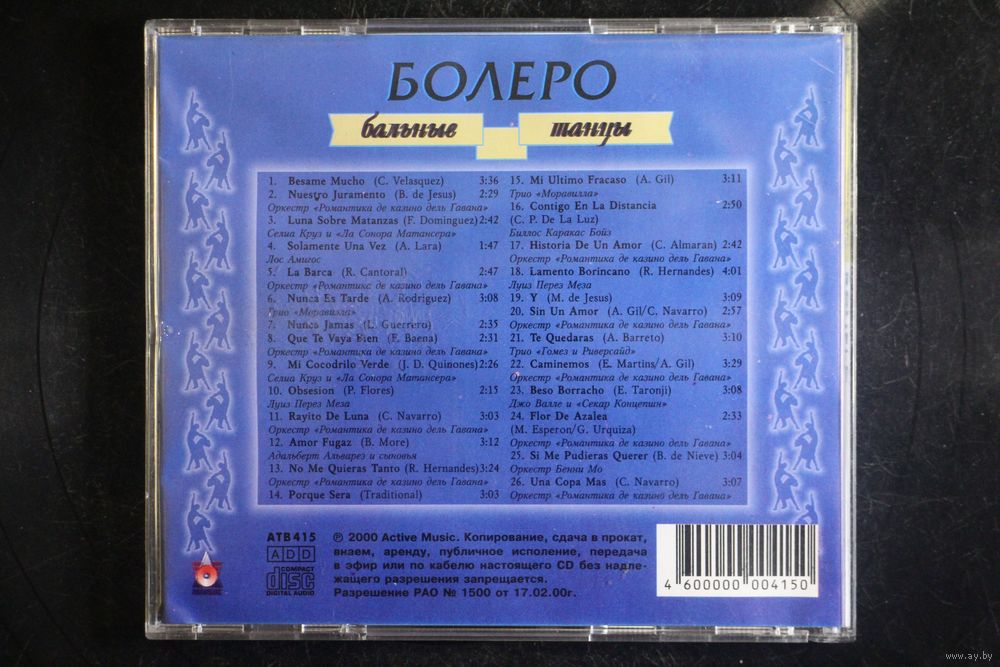 БОЛЕРО
бальные танцы
1. Besame Mucho (C. Velasquez) 3:36
2. Nuestro Juramento (B. de Jesus) 2:29
Оркестр «Романтика де казино дель Гавана»
3. Luna Sobre Matanzas (F. Dominguez) 2:42
Селиа Круз и «Ла Сонора Матансера»
4. Solamente Una Vez (A. Lara) 1:47
Лос Амигос
5. La Barca (R. Cantoral) 2:47
Оркестр «Романтика де казино дель Гавана»
6. Nunca Es Tarde (A. Rodriguez) 3:08
Трио «Моравилла»
7. Nunca Jamas (L. Guerrero) 2:35
8. Que Te Vaya Bien (F. Baena) 2:31
Оркестр «Романтика де казино дель Гавана»
9. Mi Cocodrilo Verde (J. D. Quinones) 2:26
Селиа Круз и «Ла Сонора Матансера»
10. Obsesion (P. Flores) 2:15
Луиз Перез Меза
11. Rayito De Luna (C. Navarro) 3:03
Оркестр «Романтика де казино дель Гавана»
12. Amor Fugaz (B. More) 3:12
Адальберт Альварез и сыновья
13. No Me Quieras Tanto (R. Hernandes) 3:24
Оркестр «Романтика де казино дель Гавана»
14. Porque Sera (Traditional) 3:03
15. Mi Ultimo Fracaso (A. Gil) 3:11
Трио «Моравилла»
16. Contigo En La Distancia 2:50
(C. P. De La Luz)
Биллос Каракас Бойз
17. Historia De Un Amor (C. Almaran) 2:42
Оркестр «Романтика де казино дель Гавана»
18. Lamento Borincano (R. Hernandes) 4:01
Луиз Перез Меза
19. Y (M. de Jesus) 3:09
20. Sin Un Amor (A. Gil/C. Navarro) 2:57
Оркестр «Романтика де казино дель Гавана»
21. Te Quedaras (A. Barreto) 3:10
Трио «Гомез и Риверсайд»
22. Caminemos (E. Martins/A. Gil) 3:29
Оркестр «Романтика де казино дель Гавана»
23. Beso Borracho (E. Taronji) 3:08
Джо Валле и «Секар Концепшн»
24. Flor De Azalea 2:33
(M. Esperon/G. Urquiza)
Оркестр «Романтика де казино дель Гавана»
25. Si Me Pudieras Querer (B. de Nieve) 3:04
Оркестр Бенни Мо
26. Una Copa Mas (C. Navarro) 3:07
Оркестр «Романтика де казино дель Гавана»
ATB415
ADD
COMPACT
disc
DIGITAL AUDIO
℗ 2000 Active Music. Копирование, сдача в прокат,
внаем, аренду, публичное исполение, передача
в эфир или по кабелю настоящего CD без надле-
жащего разрешения запрещается.
Разрешение РАО № 1500 от 17.02.00г.
4 600000 004150
www.ay.by